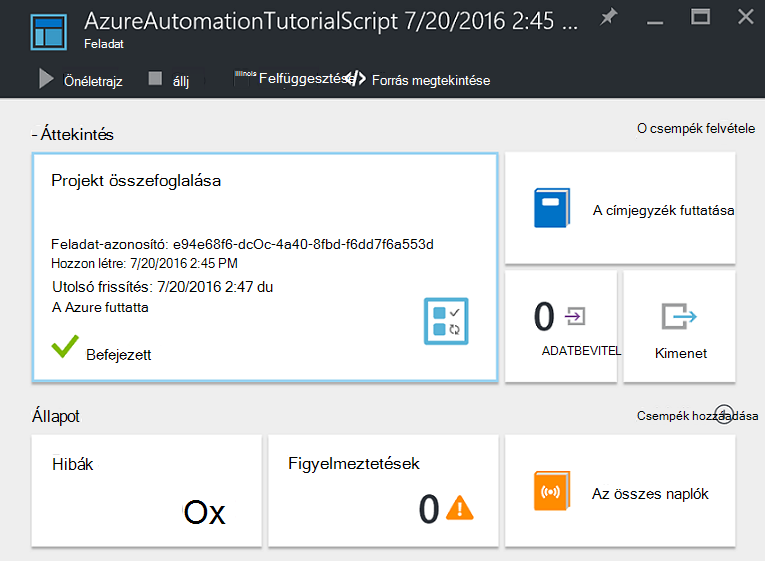 AzureAutomationTutorialScript 7/20/2016 2:45 ...
Feladat
Önéletrajz
állj
Illinois Felfüggesztés
Forrás megtekintése
- Áttekintés
O csempék felvétele
Projekt összefoglalása
Feladat-azonosító: e94e68f6-dcOc-4a40-8fbd-f6dd7f6a553d
Hozzon létre: 7/20/2016 2:45 PM
Utolsó frissítés: 7/20/2016 2:47 du
A Azure futtatta
Befejezett
A címjegyzék futtatása
0
ADATBEVITEL
Kimenet
Állapot
Csempék hozzáadása
Hibák
Ox
Figyelmeztetések
0
Az összes naplók